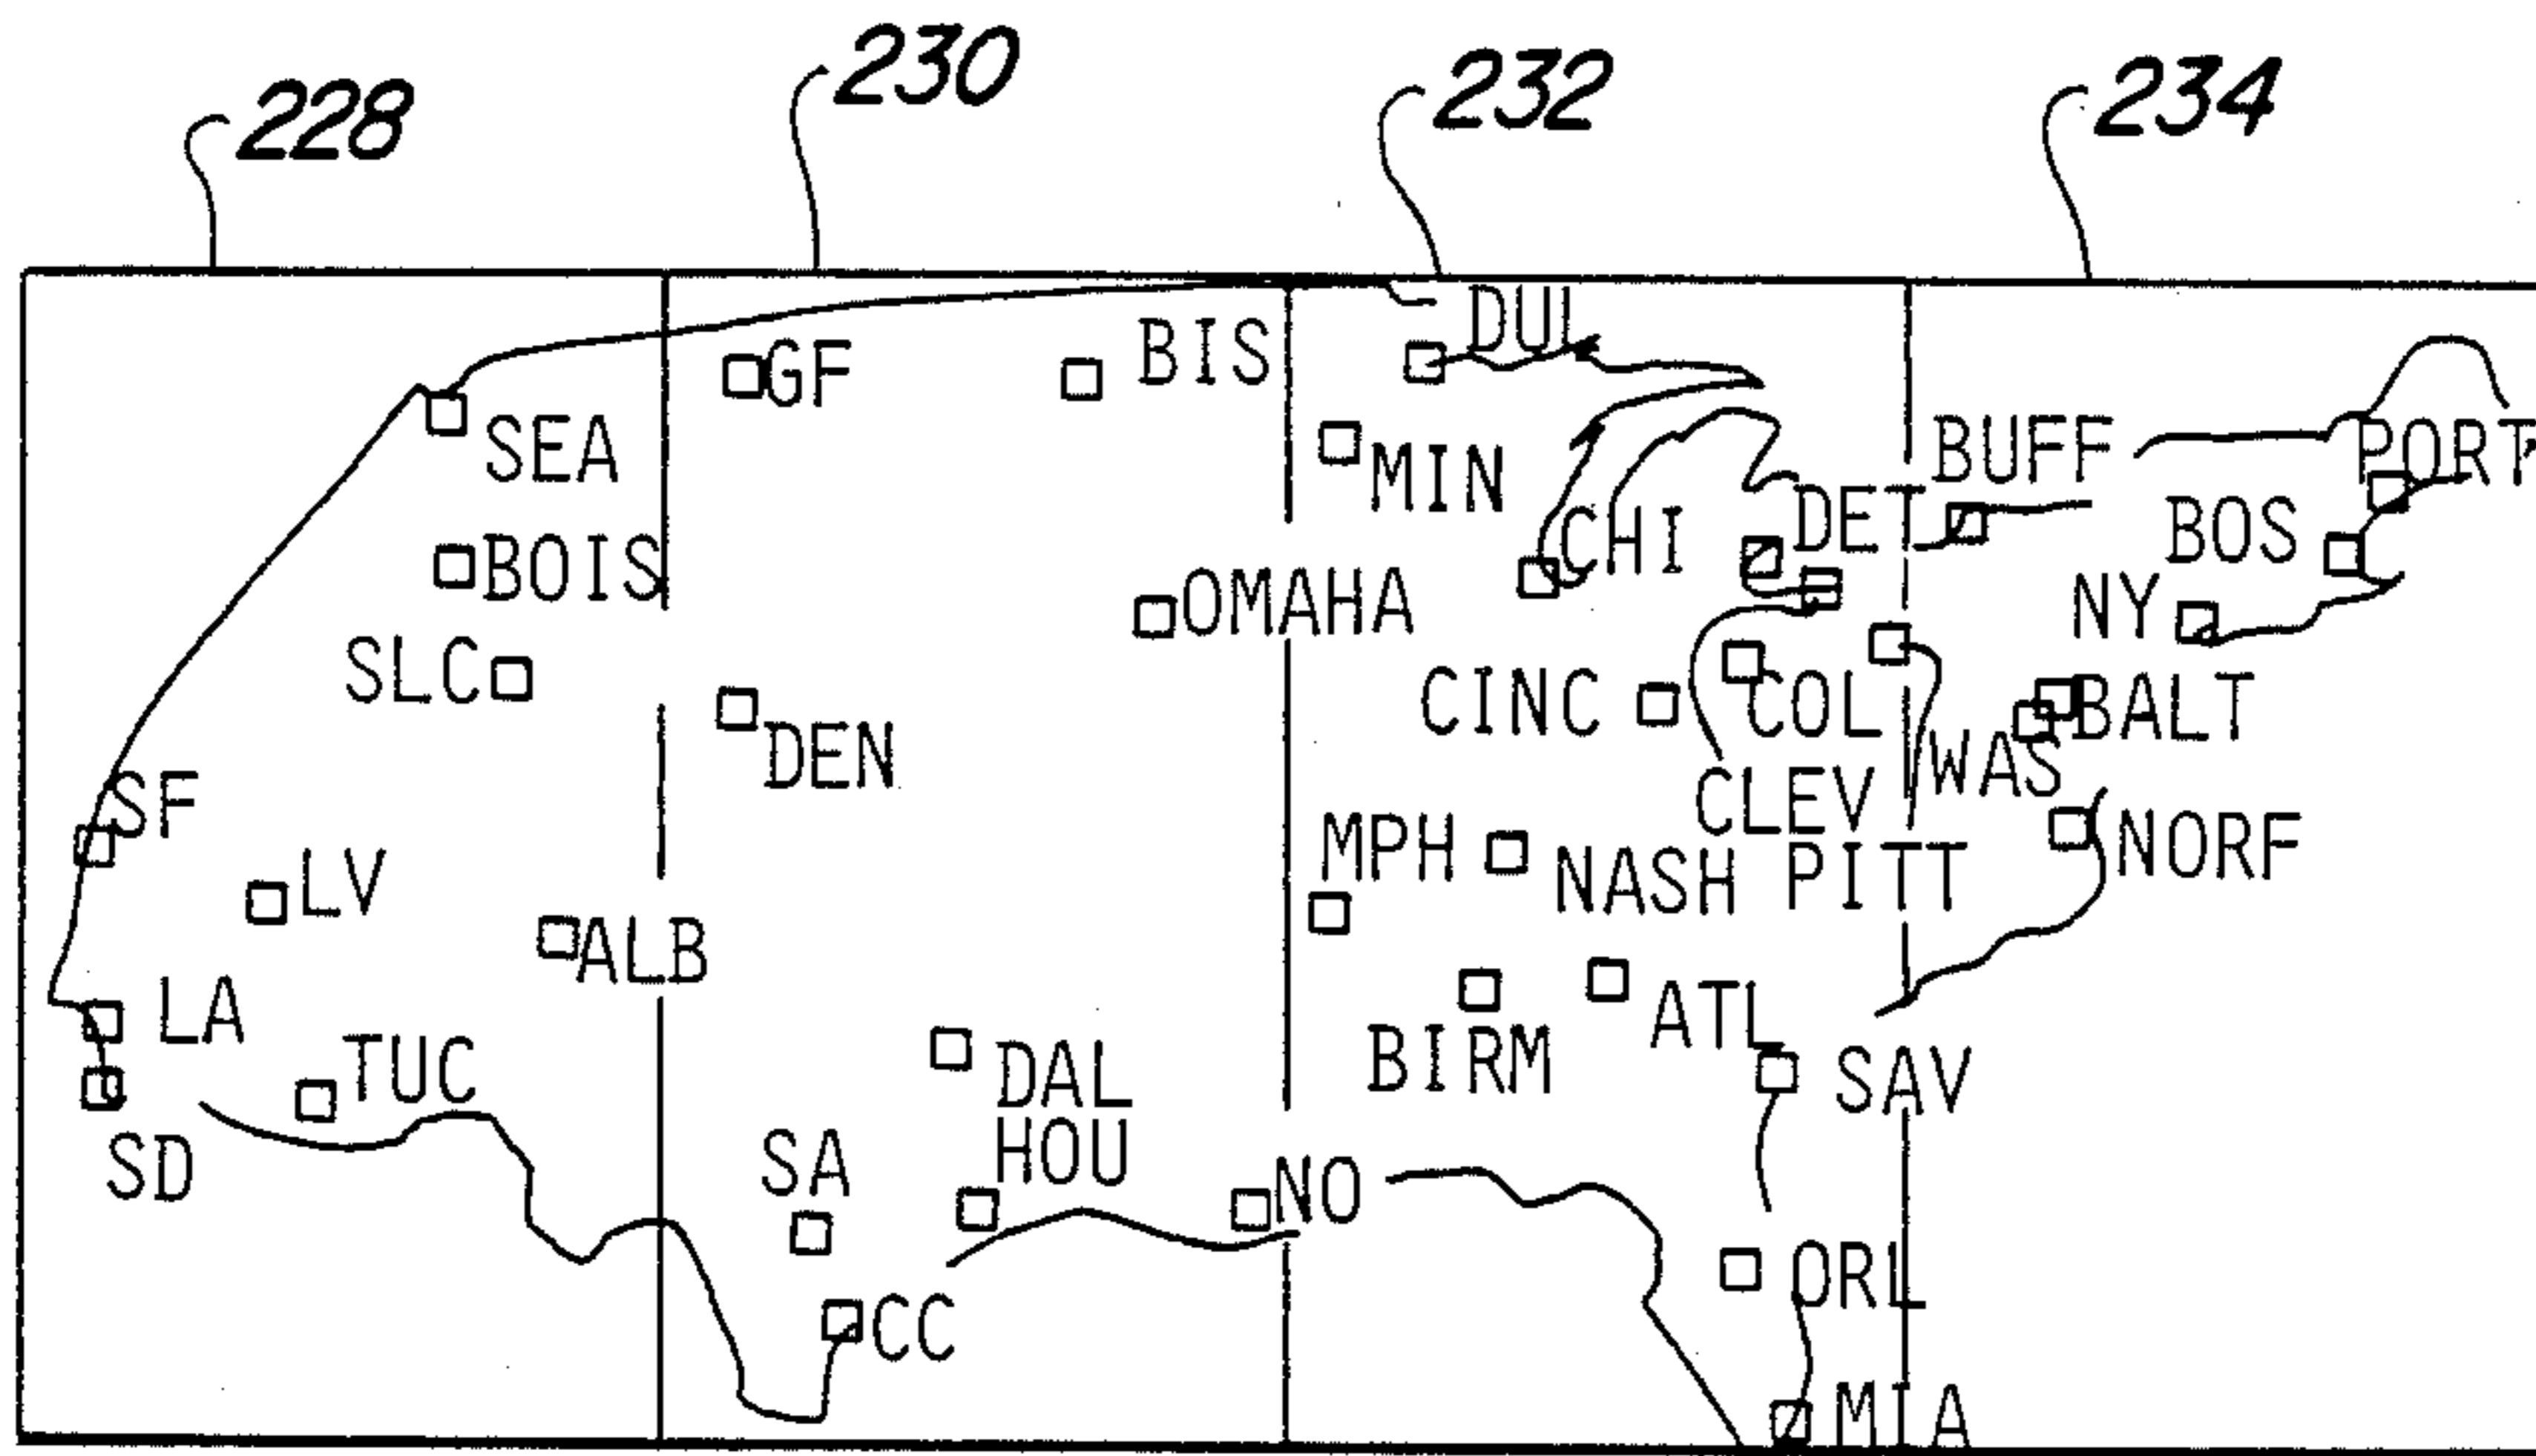 228
230
232
234
DUL
BIS
GF
SEA
MIN
BUFF
PORT
DET
BOS
CHI
BOIS
OMAHA
NY
SLC
CINC
COL
BALT
DEN
WAS
CLEV
SF
MPH
NORF
LV
NASH
PITT
ALB
LA
ATL
TUC
DAL
BIRM
SAV
HOU
SA
SD
NO
ORL
CC
MIA